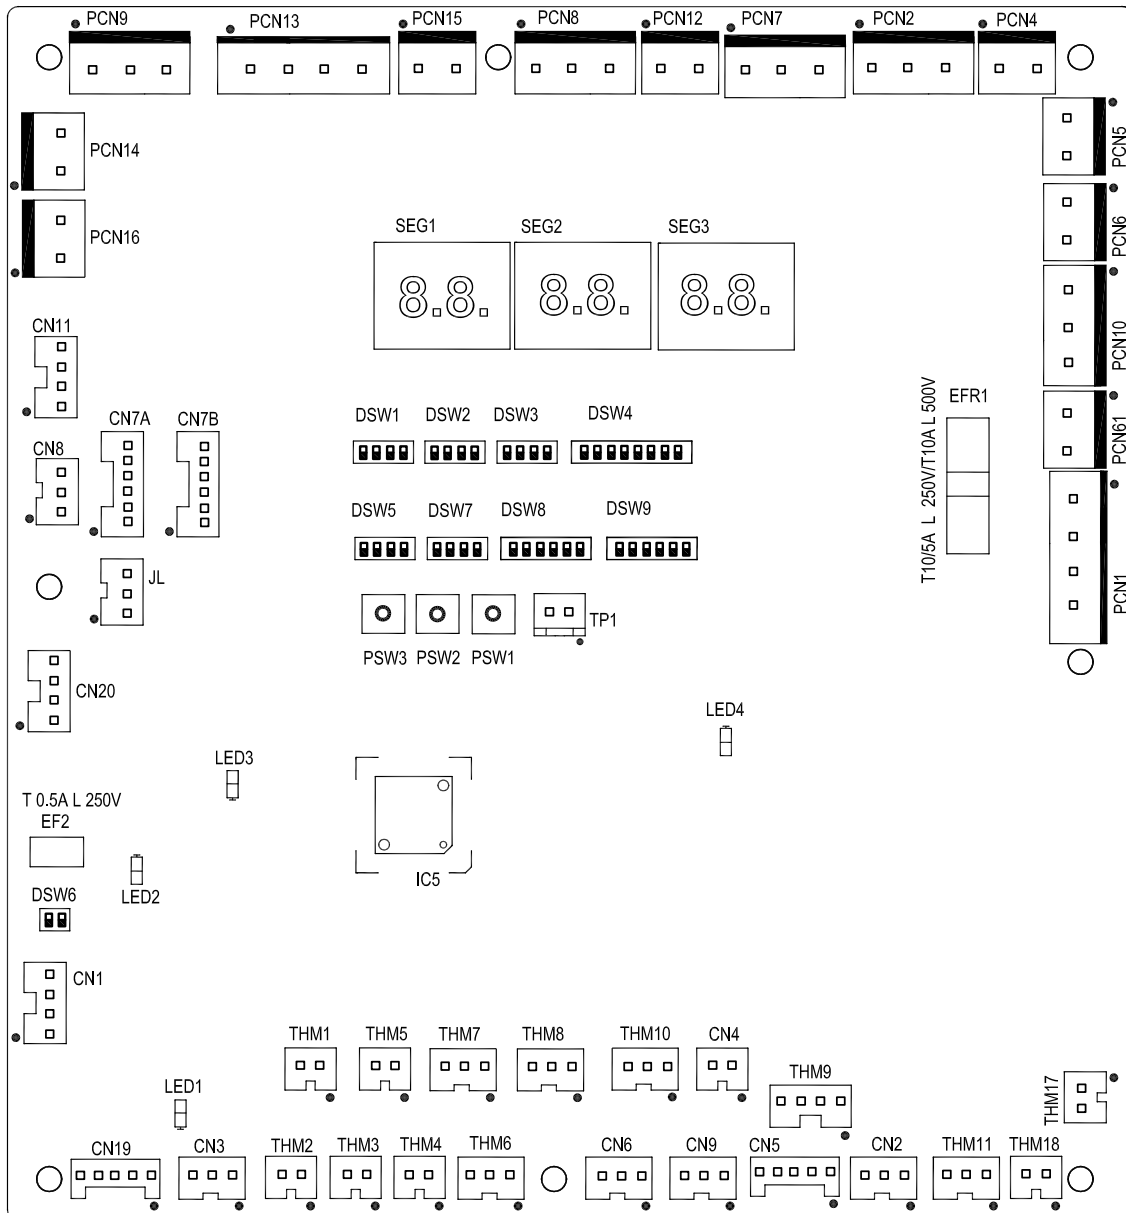 PCN9
PCN13
PCN15
PCN8
PCN12
PCN7
PCN2
PCN4
PCN14
PCN5
PCN16
PCN6
SEG1
SEG2
SEG3
8.8.
8.8.
8.8.
CN11
PCN10
CN7A
CN7B
DSW1
DSW2
DSW3
DSW4
EFR1
T10/5A L 250V/T10A L 500V
PCN61
CN8
DSW5
DSW7
DSW8
DSW9
PCN1
JL
TP1
PSW3
PSW2
PSW1
CN20
LED4
LED3
T 0.5A L 250V
EF2
IC5
DSW6
LED2
CN1
THM1
THM5
THM7
THM8
THM10
CN4
THM9
LED1
THM17
CN19
CN3
THM2
THM3
THM4
THM6
CN6
CN9
CN5
CN2
THM11
THM18